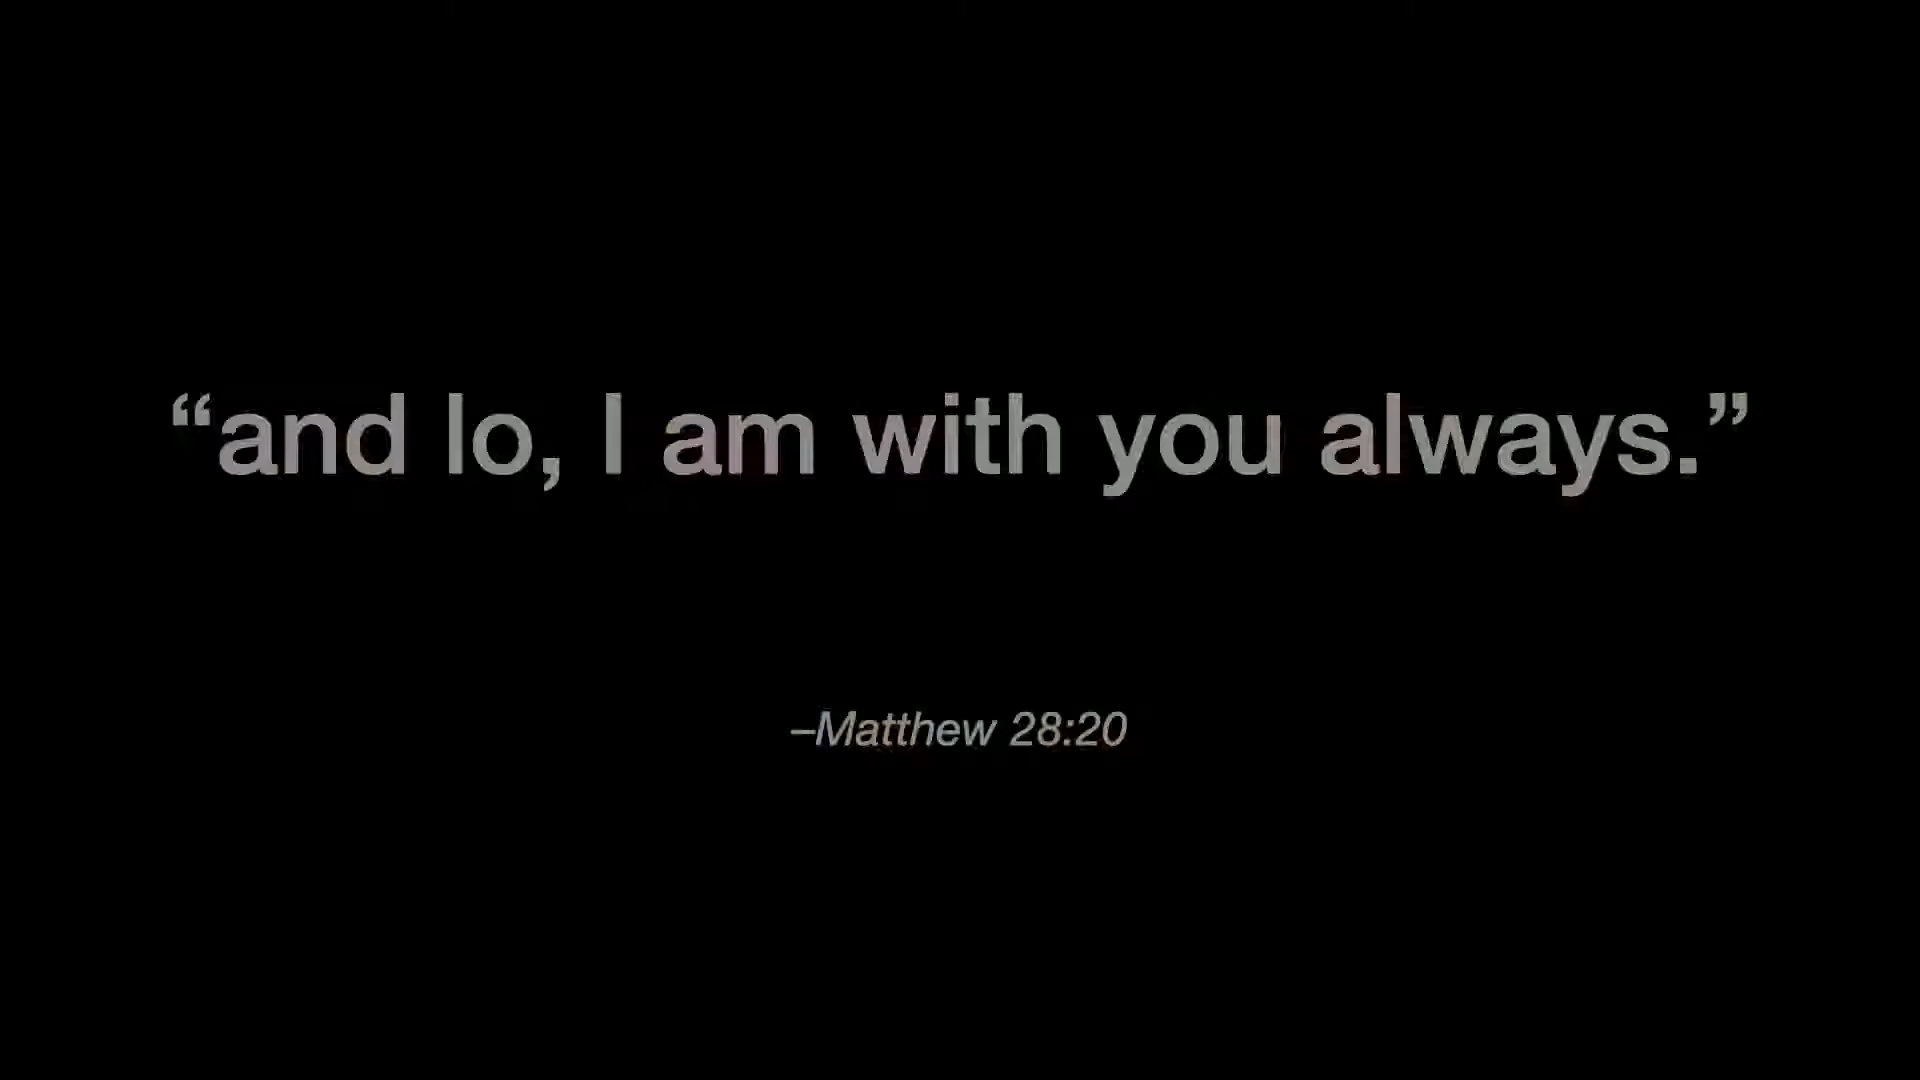 “and lo, I am with you always.”
–Matthew 28:20